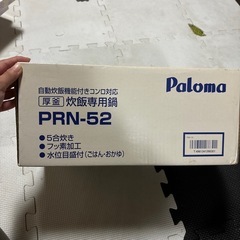 自動炊飯機能付きコンロ対応
厚釜 炊飯専用鍋
PRN-52
●5合炊き
●フッ素加工
●水位目盛付(ごはん・おかゆ)
Paloma